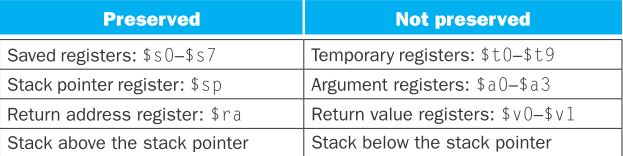 Preserved Not preserved
Saved registers: $s0–$s7 Temporary registers: $t0–$t9
Stack pointer register: $sp Argument registers: $a0–$a3
Return address register: $ra Return value registers: $v0–$v1
Stack above the stack pointer Stack below the stack pointer